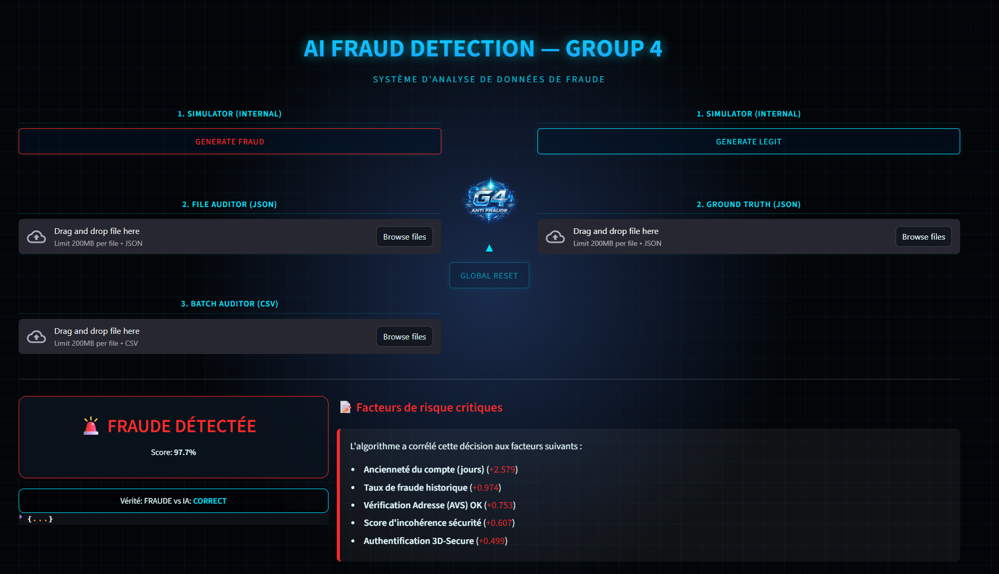 AI FRAUD DETECTION — GROUP 4
SYSTÈME D'ANALYSE DE DONNÉES DE FRAUDE
1. SIMULATOR (INTERNAL)
GENERATE FRAUD
1. SIMULATOR (INTERNAL)
GENERATE LEGIT
2. FILE AUDITOR (JSON)
Drag and drop file here
Limit 200MB per file • JSON
Browse files
G4
ANTI FRAUDE
▲
GLOBAL RESET
2. GROUND TRUTH (JSON)
Drag and drop file here
Limit 200MB per file • JSON
Browse files
3. BATCH AUDITOR (CSV)
Drag and drop file here
Limit 200MB per file • CSV
Browse files
FRAUDE DÉTECTÉE
Score: 97.7%
Vérité: FRAUDE vs IA: CORRECT
{...}
Facteurs de risque critiques
L'algorithme a corrélé cette décision aux facteurs suivants :
• Ancienneté du compte (jours) (+2.579)
• Taux de fraude historique (+0.974)
• Vérification Adresse (AVS) OK (+0.753)
• Score d'incohérence sécurité (+0.607)
• Authentification 3D-Secure (+0.499)